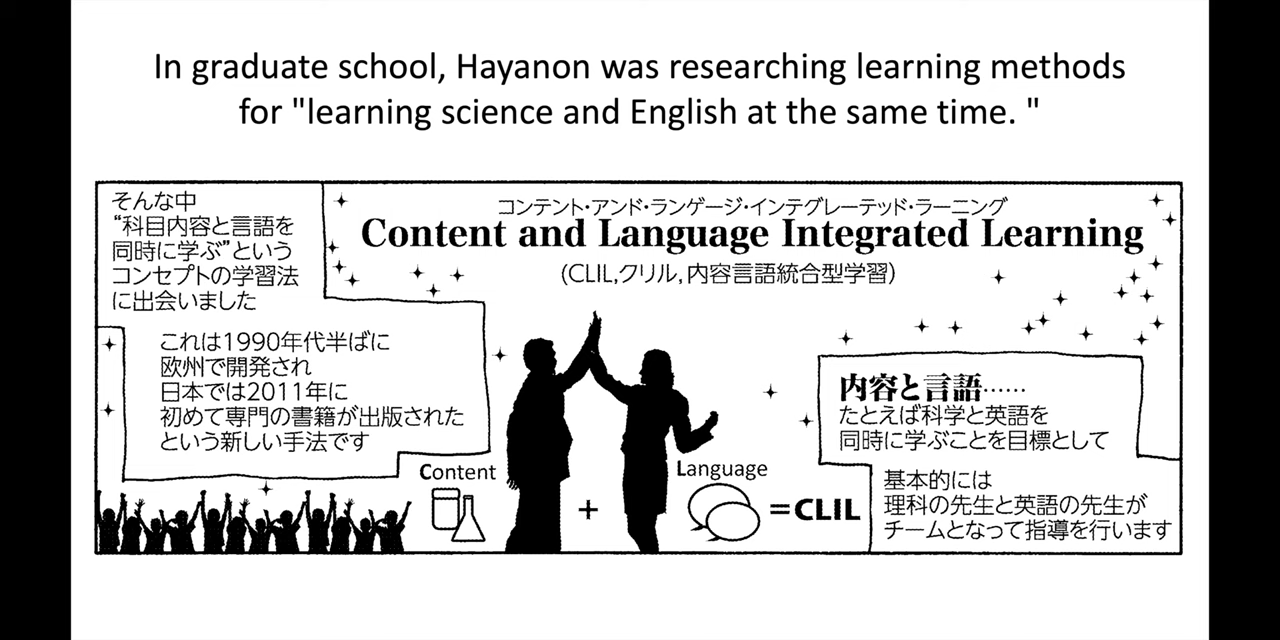 In graduate school, Hayanon was researching learning methods
for "learning science and English at the same time. "
そんな中
“科目内容と言語を
同時に学ぶ”という
コンセプトの学習法
に出会いました
コンテント・アンド・ランゲージ・インテグレーテッド・ラーニング
Content and Language Integrated Learning
(CLIL,クリル,内容言語統合型学習)
これは1990年代半ばに
欧州で開発され
日本では2011年に
初めて専門の書籍が出版された
という新しい手法です
Content
+
Language
=CLIL
内容と言語……
たとえば科学と英語を
同時に学ぶことを目標として
基本的には
理科の先生と英語の先生が
チームとなって指導を行います